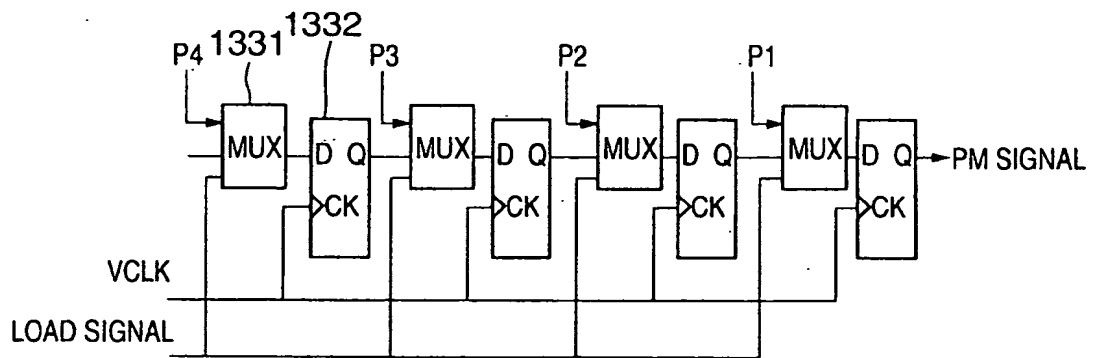 P4 1331 1332 P3 P2 P1
MUX D Q MUX D Q MUX D Q MUX D Q PM SIGNAL
CK CK CK CK
VCLK
LOAD SIGNAL